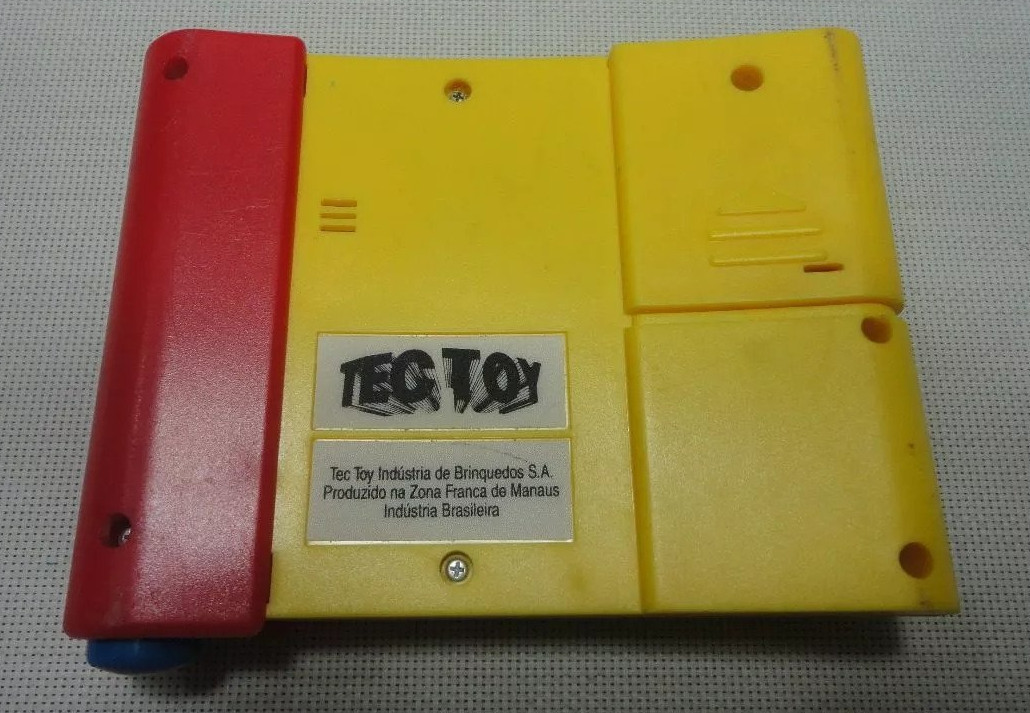 TEC TOY
Tec Toy Indústria de Brinquedos S.A.
Produzido na Zona Franca de Manaus
Indústria Brasileira